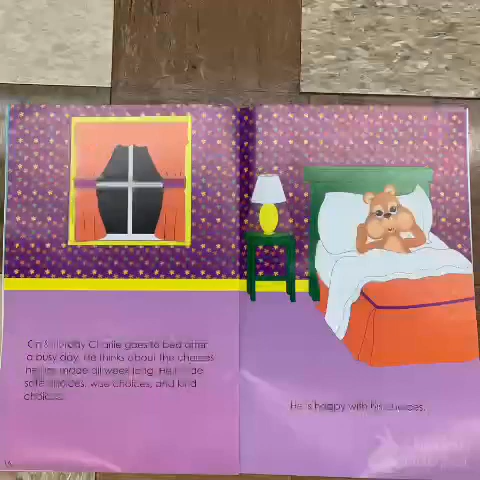 On Saturday Charlie goes to bed after
a busy day. He thinks about the choices
he has made all week long. He made
safe choices, wise choices, and kind
choices.
He is happy with his choices.